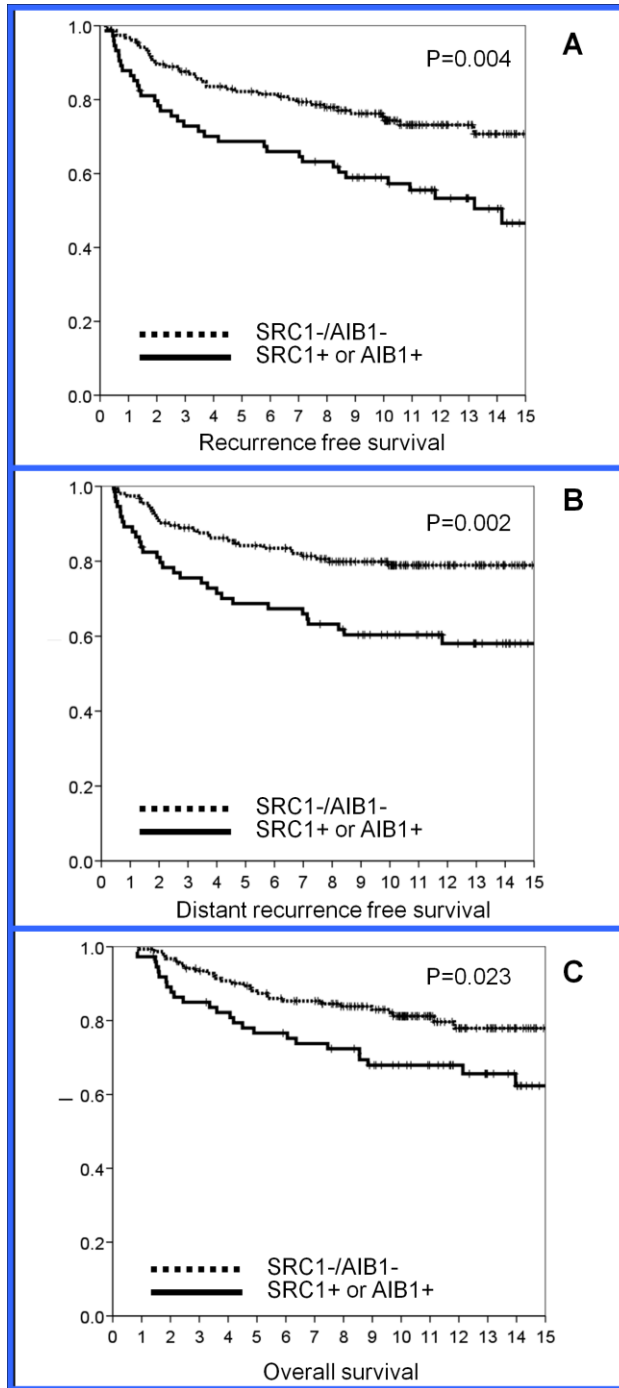 A
P=0.004
1.0
0.8
0.6
0.4
0.2
0.0
SRC1-/AIB1-
SRC1+ or AIB1+
0 1 2 3 4 5 6 7 8 9 10 11 12 13 14 15
Recurrence free survival
B
P=0.002
1.0
0.8
0.6
0.4
0.2
0.0
SRC1-/AIB1-
SRC1+ or AIB1+
0 1 2 3 4 5 6 7 8 9 10 11 12 13 14 15
Distant recurrence free survival
C
P=0.023
1.0
0.8
0.6
0.4
0.2
0.0
SRC1-/AIB1-
SRC1+ or AIB1+
0 1 2 3 4 5 6 7 8 9 10 11 12 13 14 15
Overall survival